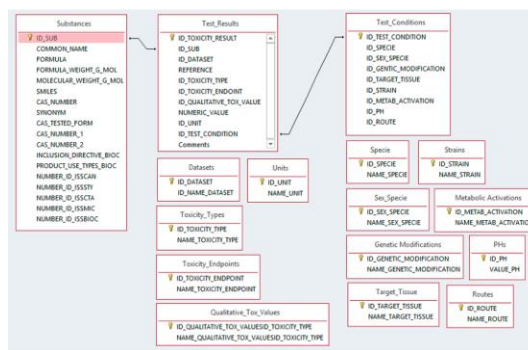 Substances
ID_SUB
COMMON_NAME
FORMULA
FORMULA_WEIGHT_G_MOL
MOLECULAR_WEIGHT_G_MOL
SMILES
CAS_NUMBER
SYNONYM
CAS_TESTED_FORM
CAS_NUMBER_1
CAS_NUMBER_2
INCLUSION_DIRECTIVE_BIOC
PRODUCT_USE_TYPES_BIOC
NUMBER_ID_ISSCAN
NUMBER_ID_ISSSTY
NUMBER_ID_ISSCTA
NUMBER_ID_ISSMIC
NUMBER_ID_ISSBIOC
Test_Results
ID_TOXICITY_RESULT
ID_SUB
ID_DATASET
REFERENCE
ID_TOXICITY_TYPE
ID_TOXICITY_ENDOINT
ID_QUALITATIVE_TOX_VALUE
NUMERIC_VALUE
ID_UNIT
ID_TEST_CONDITION
Comments
Test_Conditions
ID_TEST_CONDITION
ID_SPECIE
ID_SEX_SPECIE
ID_GENTIC_MODIFICATION
ID_TARGET_TISSUE
ID_STRAIN
ID_METAB_ACTIVATION
ID_PH
ID_ROUTE
Datasets
ID_DATASET
ID_NAME_DATASET
Units
ID_UNIT
NAME_UNIT
Toxicity_Types
ID_TOXICITY_TYPE
NAME_TOXICITY_TYPE
Toxicity_Endpoints
ID_TOXICITY_ENDPOINT
NAME_TOXICITY_ENDPOINT
Qualitative_Tox_Values
ID_QUALITATIVE_TOX_VALUESID_TOXICITY_TYPE
NAME_QUALITATIVE_TOX_VALUESID_TOXICITY_TYPE
Specie
ID_SPECIE
NAME_SPECIE
Strains
ID_STRAIN
NAME_STRAIN
Sex_Specie
ID_SEX_SPECIE
NAME_SEX_SPECIE
Metabolic Activations
ID_METAB_ACTIVATION
NAME_METAB_ACTIVATIO
Genetic Modifications
ID_GENETIC_MODIFICATION
NAME_GENETIC_MODIFICATION
PHs
ID_PH
VALUE_PH
Target_Tissue
ID_TARGET_TISSUE
NAME_TARGET_TISSUE
Routes
ID_ROUTE
NAME_ROUTE